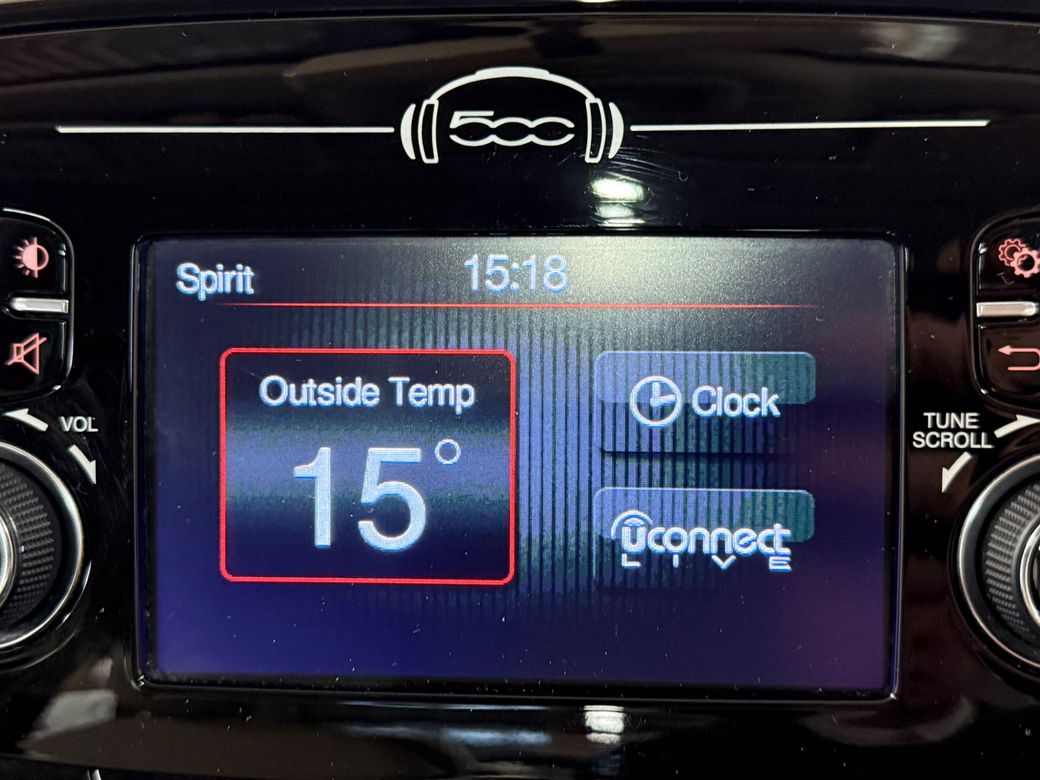 500
Spirit 15:18
Outside Temp
15°
Clock
Uconnect
LIVE
VOL
TUNE
SCROLL